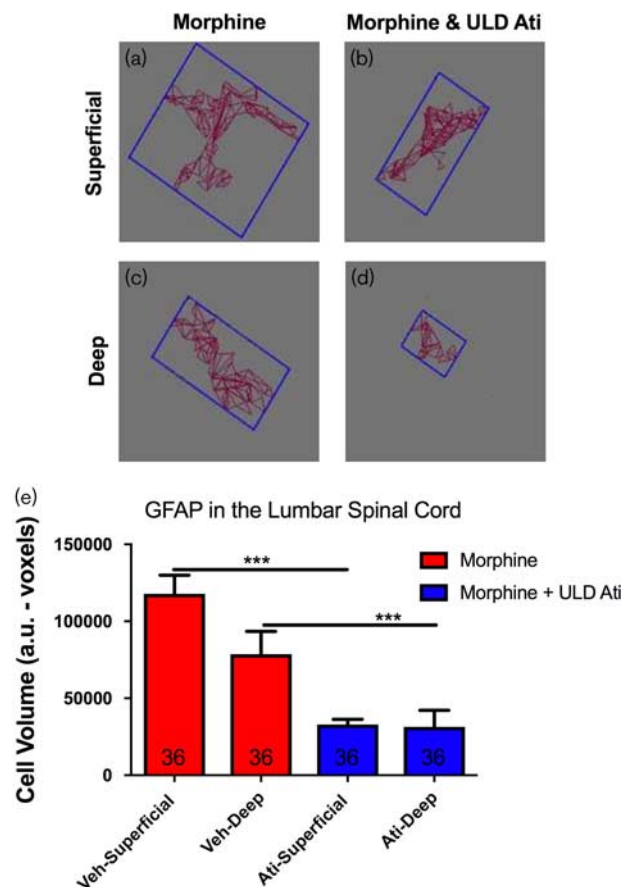 Morphine
Morphine & ULD Ati
Superficial
(a)
(b)
Deep
(c)
(d)
(e)
GFAP in the Lumbar Spinal Cord
Cell Volume (a.u. - voxels)
150000
100000
50000
0
***
***
Morphine
Morphine + ULD Ati
36
36
36
36
Veh-Superficial
Veh-Deep
Ati-Superficial
Ati-Deep